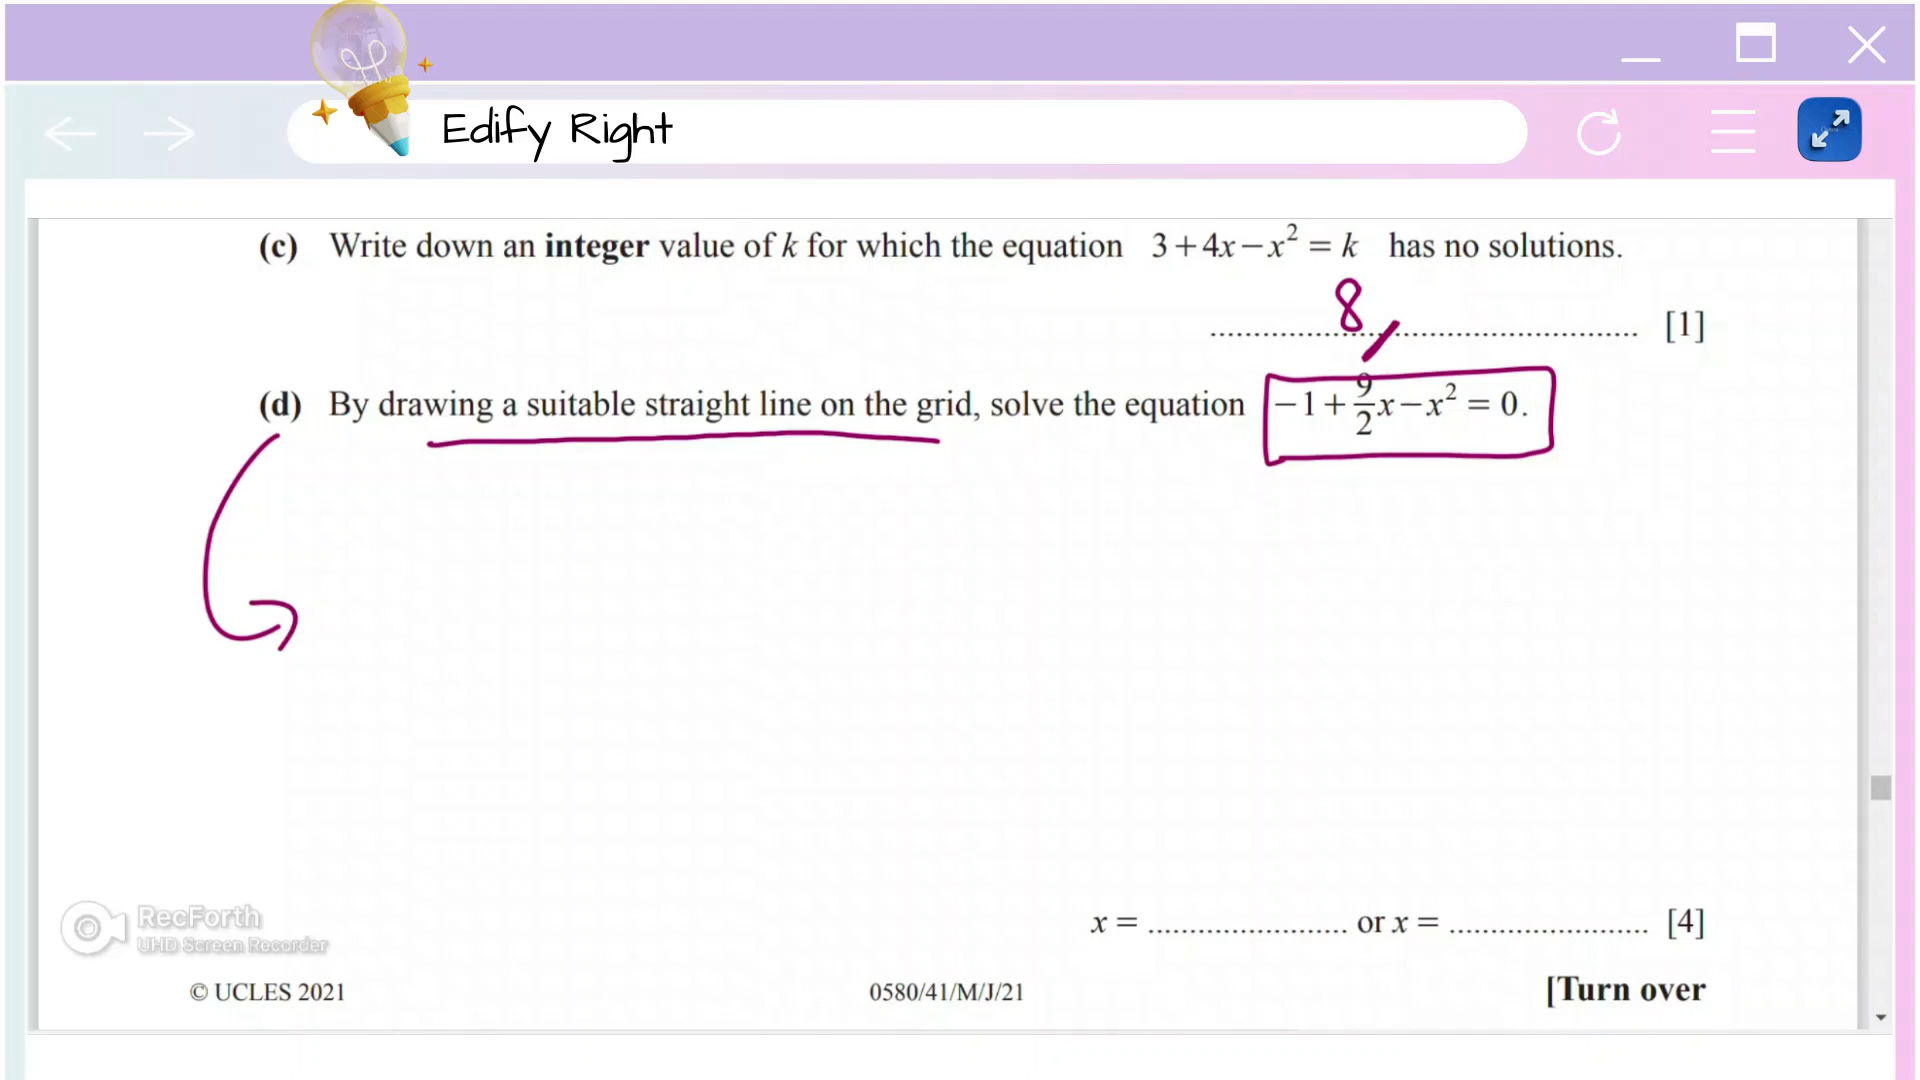 Edify Right
(c) Write down an integer value of k for which the equation 3+4x−x² = k has no solutions.
8
........................................................ [1]
(d) By drawing a suitable straight line on the grid, solve the equation −1+9/2x−x² = 0.
x = ........................ or x = ........................ [4]
RecForth
UHD Screen Recorder
© UCLES 2021 0580/41/M/J/21 [Turn over